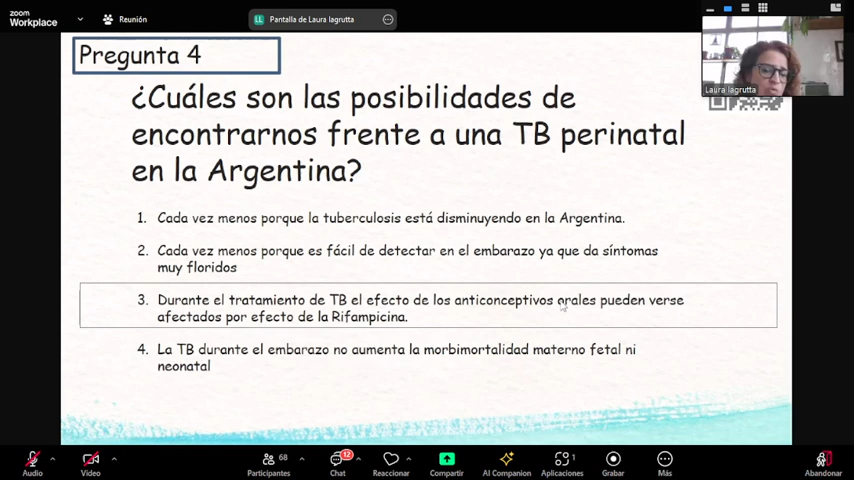 zoom
Workplace
Reunión
LL
Pantalla de Laura lagrutta
Laura lagrutta
Pregunta 4
¿Cuáles son las posibilidades de
encontrarnos frente a una TB perinatal
en la Argentina?
1. Cada vez menos porque la tuberculosis está disminuyendo en la Argentina.
2. Cada vez menos porque es fácil de detectar en el embarazo ya que da síntomas
muy floridos
3. Durante el tratamiento de TB el efecto de los anticonceptivos orales pueden verse
afectados por efecto de la Rifampicina.
4. La TB durante el embarazo no aumenta la morbimortalidad materno fetal ni
neonatal
Audio
Video
68
Participantes
12
Chat
Reaccionar
Compartir
AI Companion
1
Aplicaciones
Grabar
Más
Abandonar